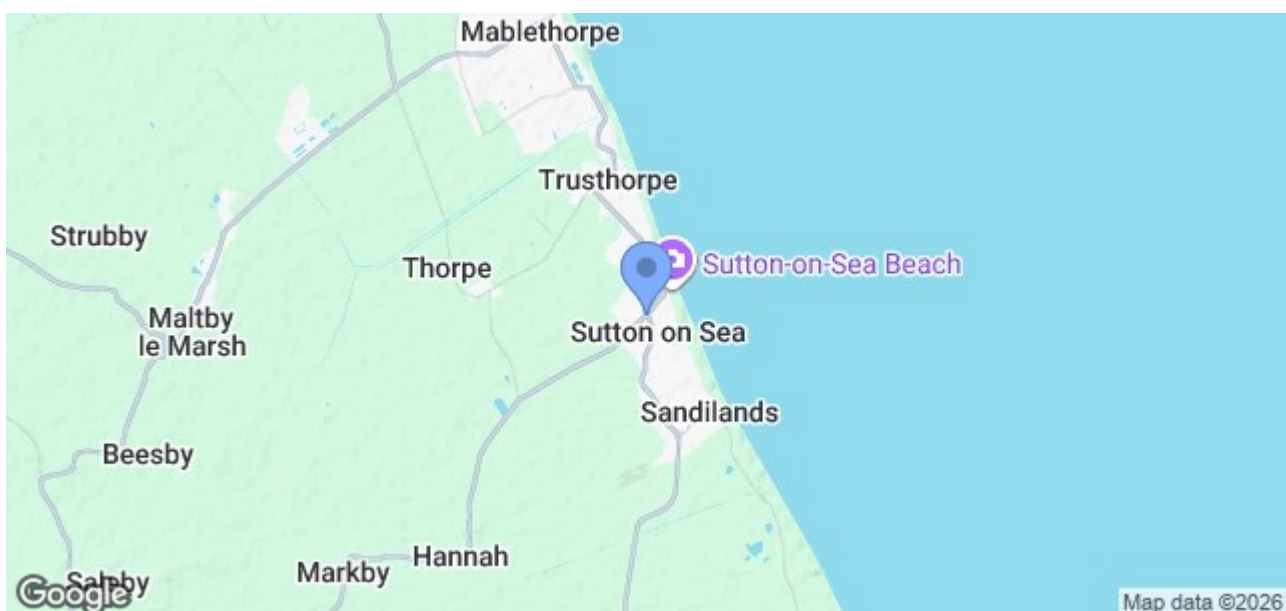 Mablethorpe
Trusthorpe
Strubby
Thorpe
Sutton-on-Sea Beach
Maltby
le Marsh
Sutton on Sea
Sandilands
Beesby
Hannah
Markby
Saleby
Google
Map data ©2026